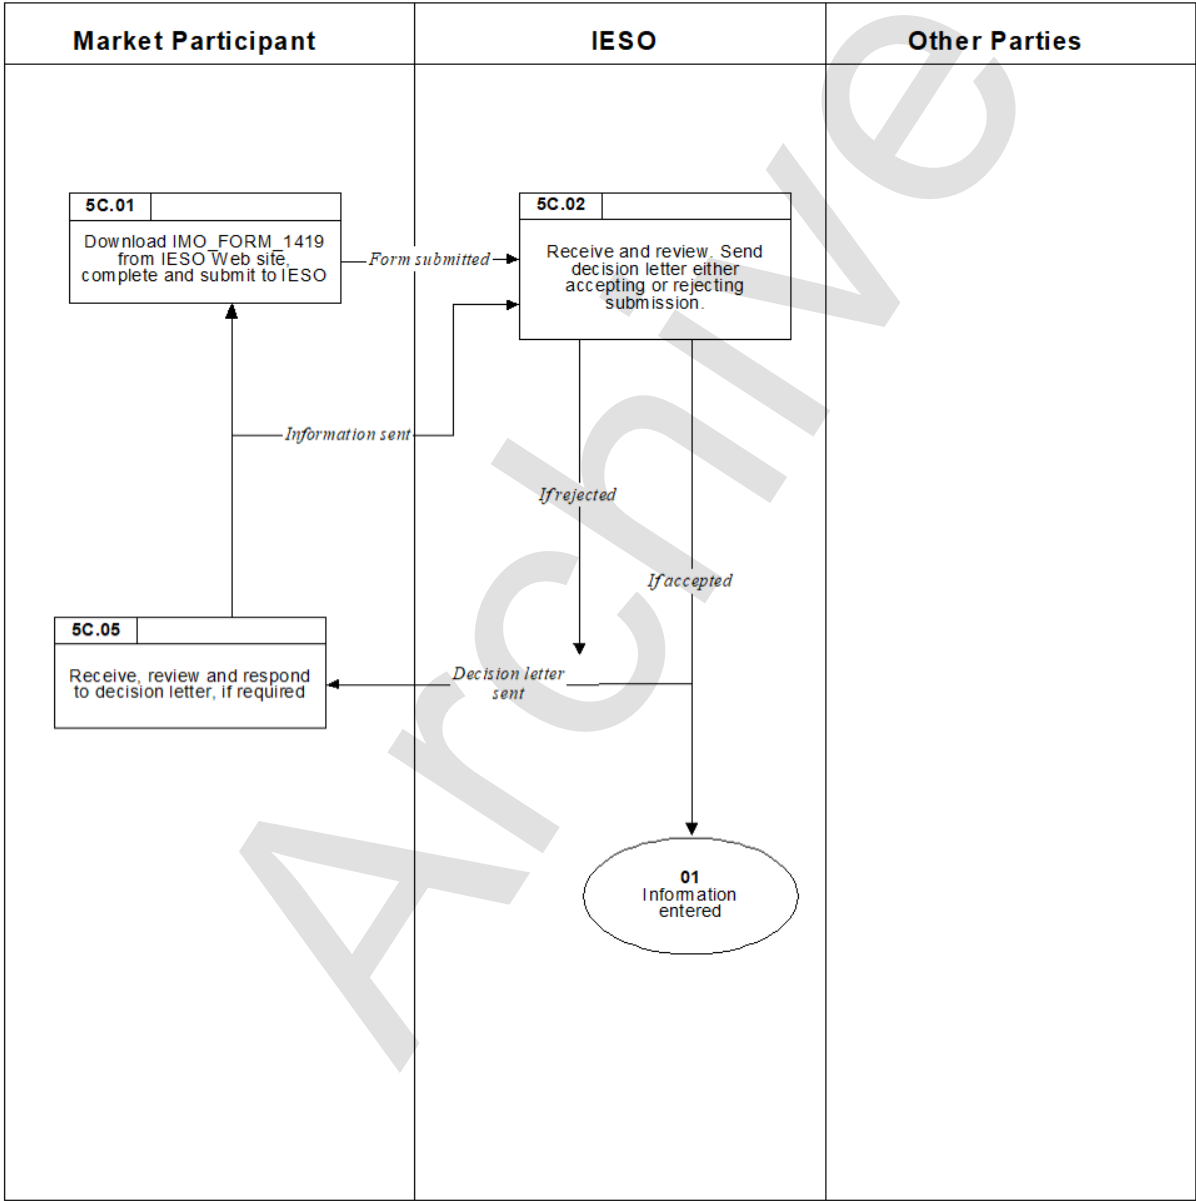 Market Participant
IESO
Other Parties
5C.01
Download IMO_FORM_1419
from IESO Web site,
complete and submit to IESO
Form submitted
5C.02
Receive and review. Send
decision letter either
accepting or rejecting
submission.
Information sent
If rejected
If accepted
5C.05
Receive, review and respond
to decision letter, if required
Decision letter
sent
01
Information
entered
Archive